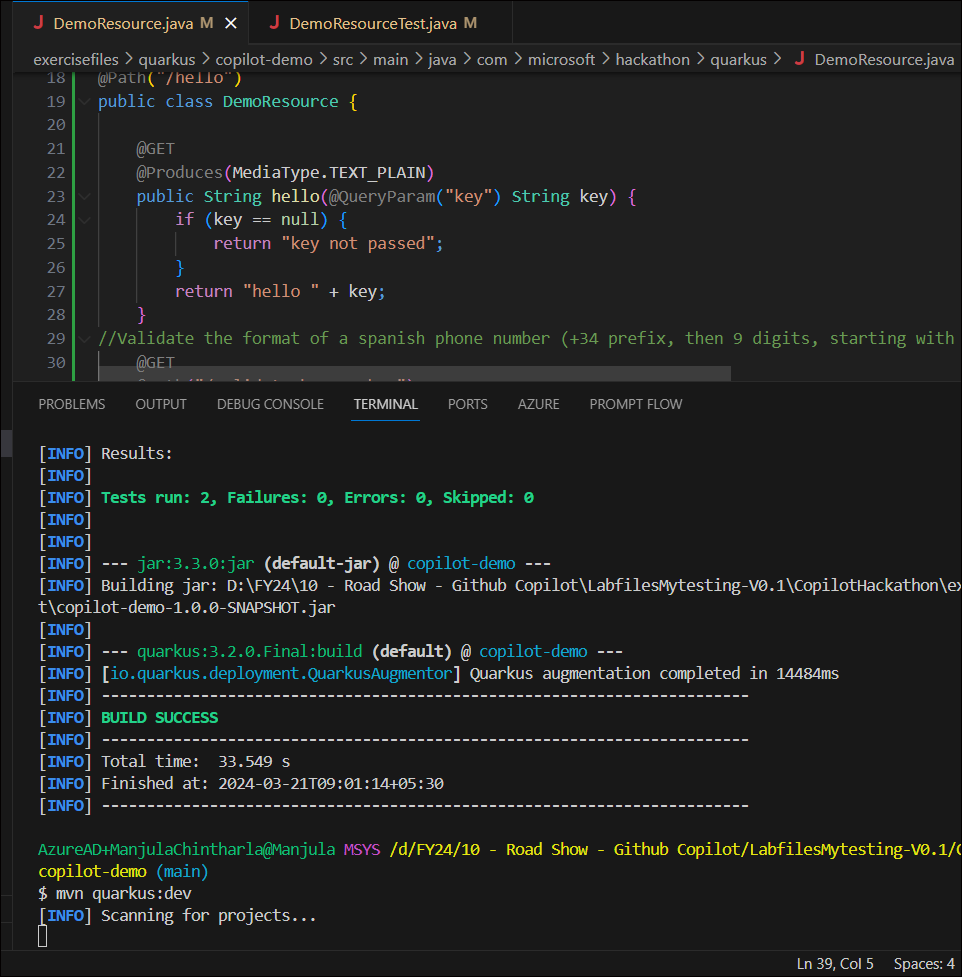 J DemoResource.java M × J DemoResourceTest.java M
exercisefiles > quarkus > copilot-demo > src > main > java > com > microsoft > hackathon > quarkus > J DemoResource.java
18 @Path("/hello")
19 public class DemoResource {
20
21 @GET
22 @Produces(MediaType.TEXT_PLAIN)
23 public String hello(@QueryParam("key") String key) {
24 if (key == null) {
25 return "key not passed";
26 }
27 return "hello " + key;
28 }
29 //Validate the format of a spanish phone number (+34 prefix, then 9 digits, starting with
30 @GET
PROBLEMS OUTPUT DEBUG CONSOLE TERMINAL PORTS AZURE PROMPT FLOW
[INFO] Results:
[INFO]
[INFO] Tests run: 2, Failures: 0, Errors: 0, Skipped: 0
[INFO]
[INFO]
[INFO] --- jar:3.3.0:jar (default-jar) @ copilot-demo ---
[INFO] Building jar: D:\FY24\10 - Road Show - Github Copilot\LabfilesMytesting-V0.1\CopilotHackathon\ex
t\copilot-demo-1.0.0-SNAPSHOT.jar
[INFO]
[INFO] --- quarkus:3.2.0.Final:build (default) @ copilot-demo ---
[INFO] [io.quarkus.deployment.QuarkusAugmentor] Quarkus augmentation completed in 14484ms
[INFO] ------------------------------------------------------------------------
[INFO] BUILD SUCCESS
[INFO] ------------------------------------------------------------------------
[INFO] Total time:  33.549 s
[INFO] Finished at: 2024-03-21T09:01:14+05:30
[INFO] ------------------------------------------------------------------------
AzureAD+ManjulaChintharla@Manjula MSYS /d/FY24/10 - Road Show - Github Copilot/LabfilesMytesting-V0.1/C
copilot-demo (main)
$ mvn quarkus:dev
[INFO] Scanning for projects...
Ln 39, Col 5 Spaces: 4